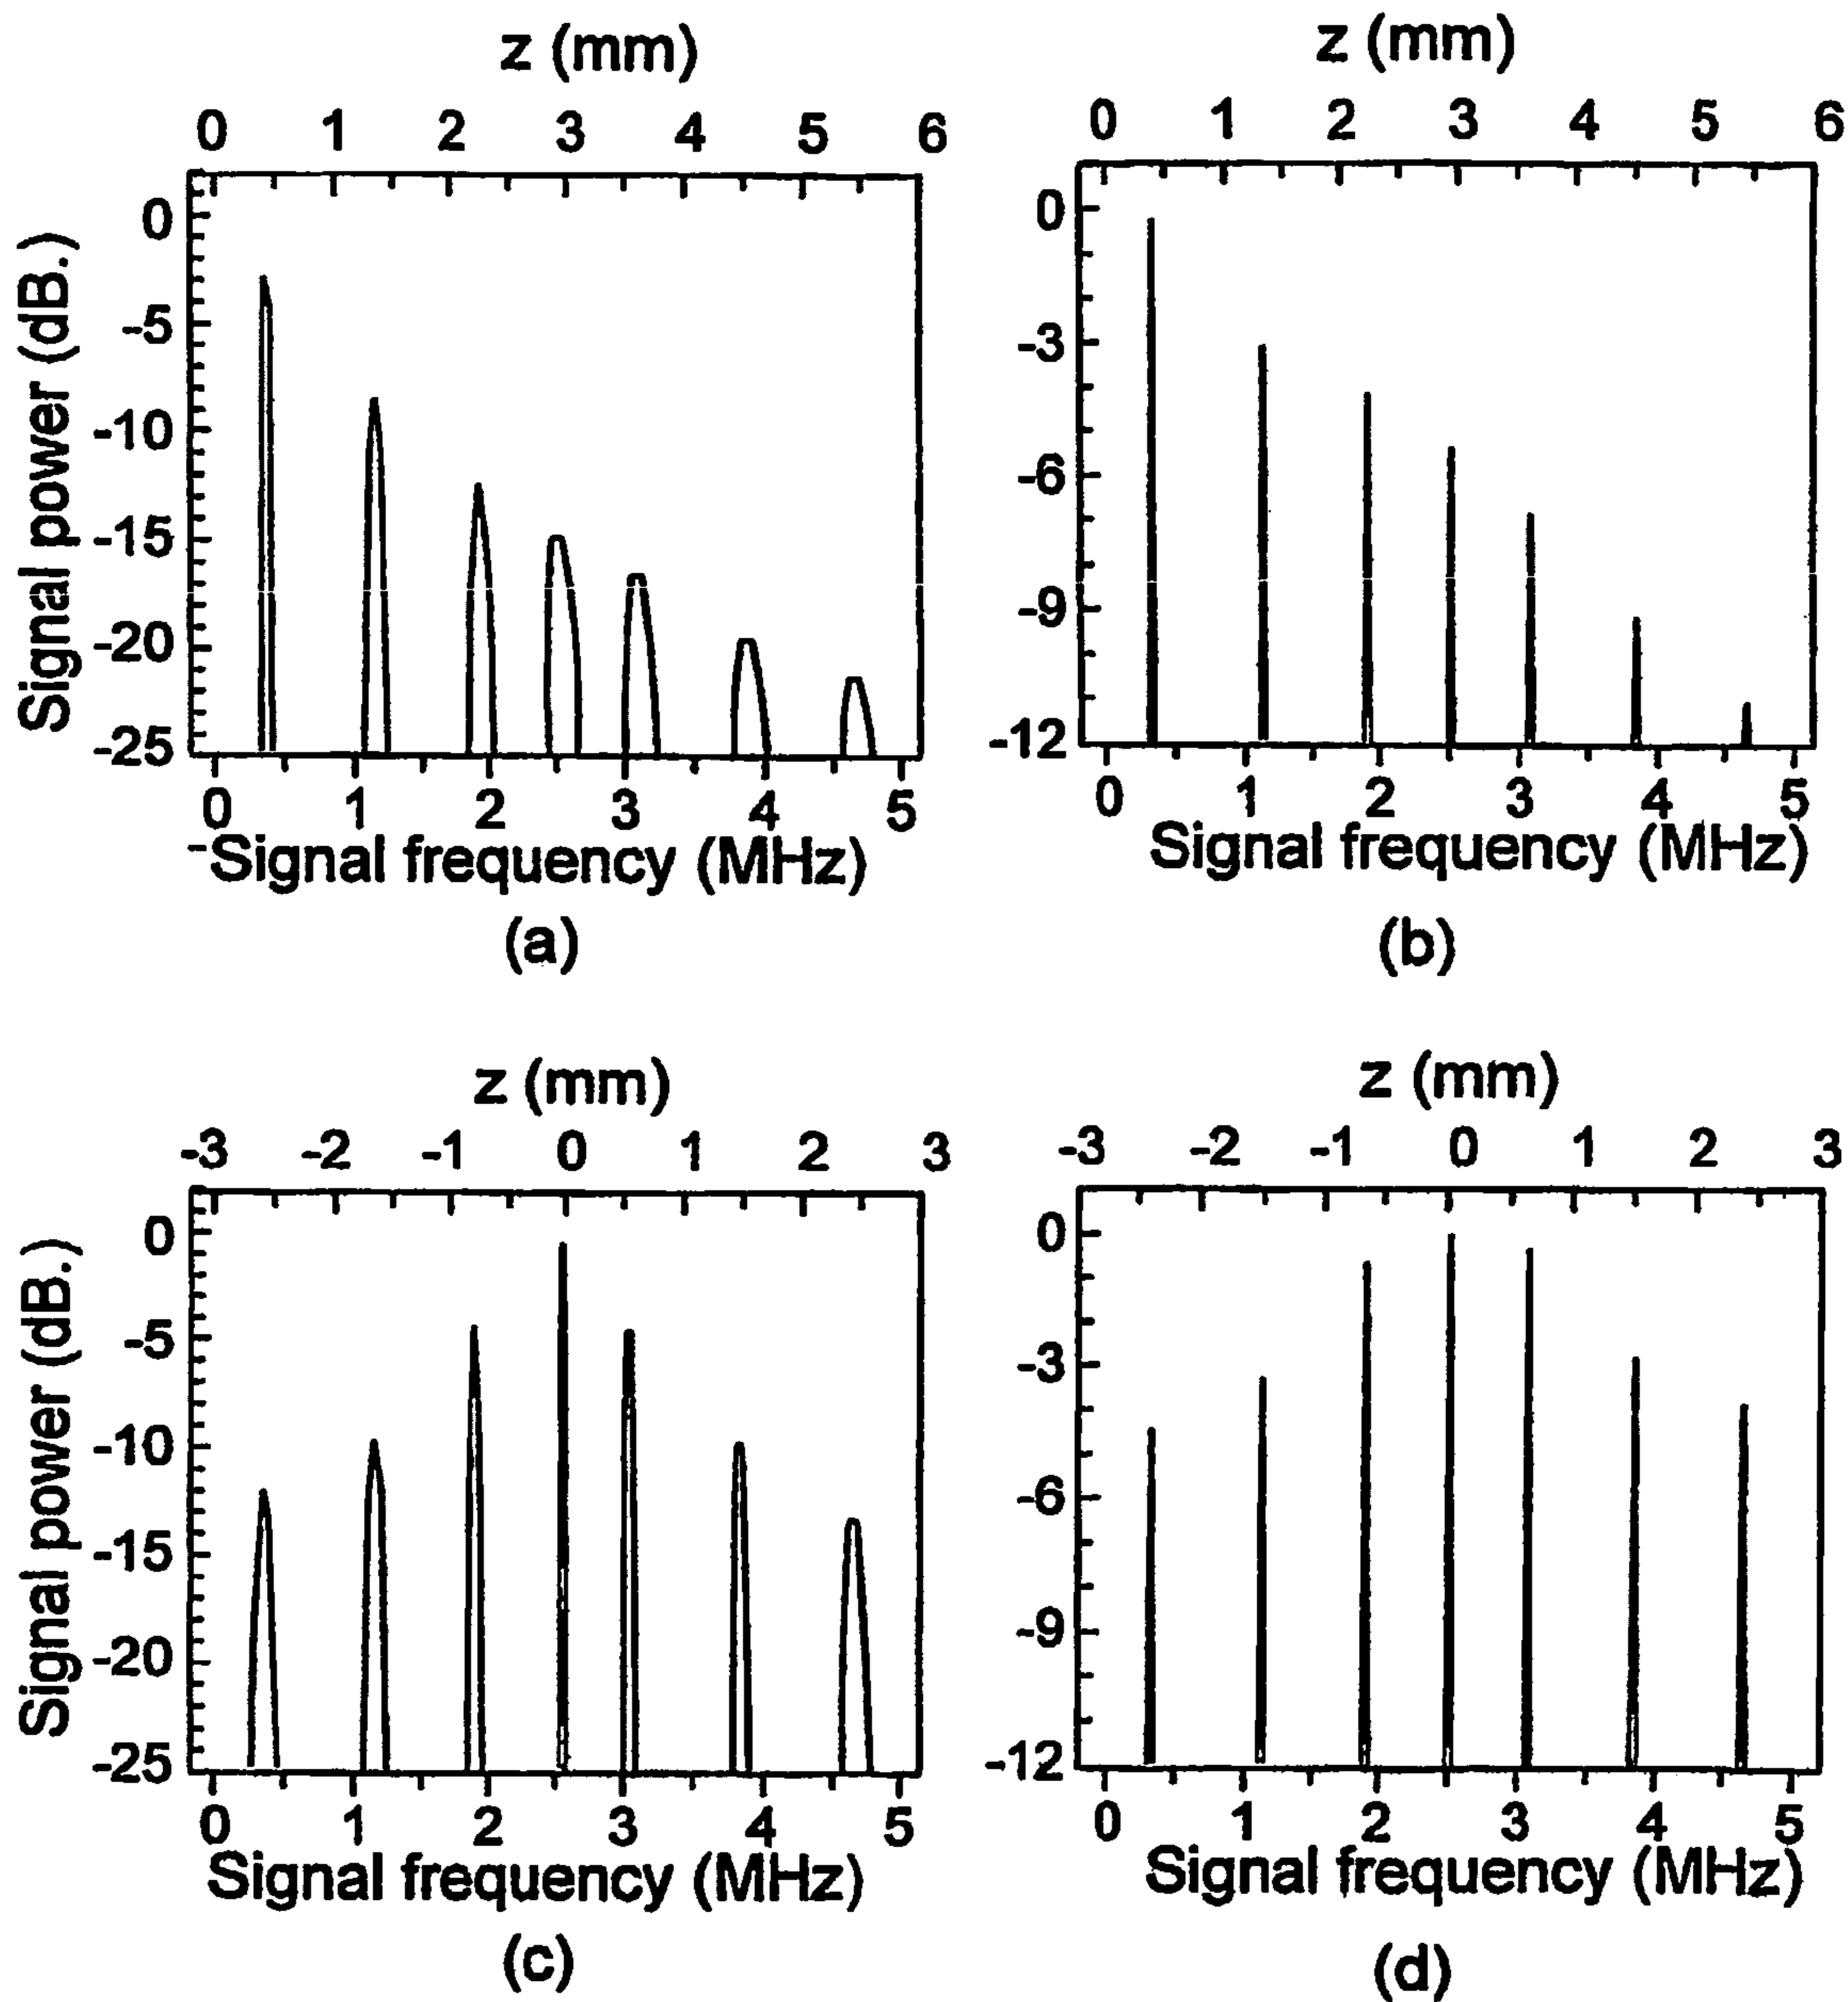 z (mm)
0 1 2 3 4 5 6
Signal power (dB.)
0
-5
-10
-15
-20
-25
0 1 2 3 4 5
Signal frequency (MHz)
(a)
z (mm)
0 1 2 3 4 5 6
0
-3
-6
-9
-12
0 1 2 3 4 5
Signal frequency (MHz)
(b)
z (mm)
-3 -2 -1 0 1 2 3
Signal power (dB.)
0
-5
-10
-15
-20
-25
0 1 2 3 4 5
Signal frequency (MHz)
(c)
z (mm)
-3 -2 -1 0 1 2 3
0
-3
-6
-9
-12
0 1 2 3 4 5
Signal frequency (MHz)
(d)